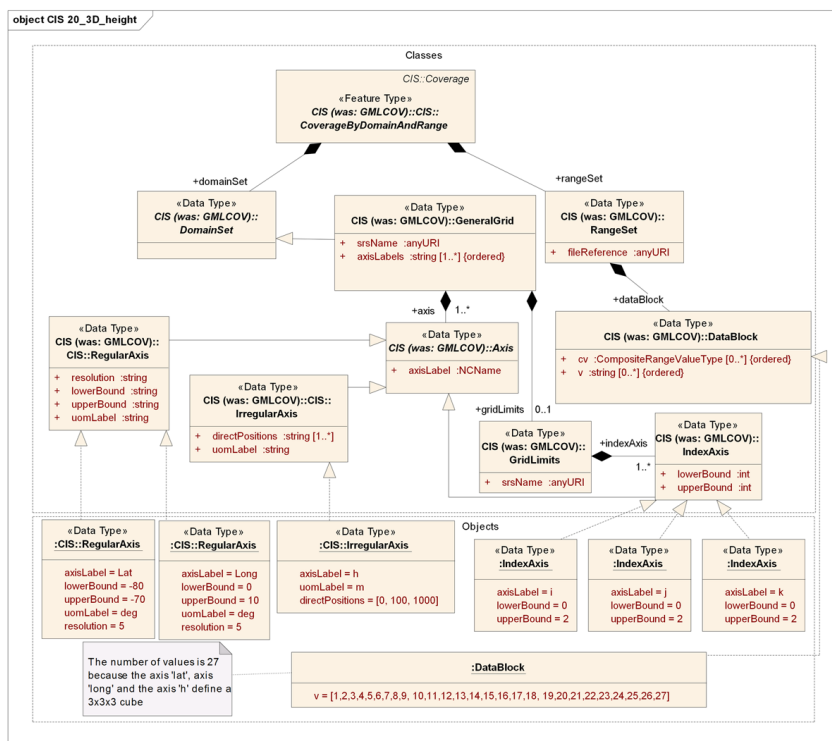 object CIS 20_3D_height
Classes
CIS::Coverage
«Feature Type»
CIS (was: GMLCOV)::CIS::
CoverageByDomainAndRange
+domainSet
+rangeSet
«Data Type»
CIS (was: GMLCOV)::
DomainSet
«Data Type»
CIS (was: GMLCOV)::GeneralGrid
+ srsName :anyURI
+ axisLabels :string [1..*] {ordered}
«Data Type»
CIS (was: GMLCOV)::
RangeSet
+ fileReference :anyURI
+dataBlock
+axis
1..*
«Data Type»
CIS (was: GMLCOV)::
CIS::RegularAxis
+ resolution :string
+ lowerBound :string
+ upperBound :string
+ uomLabel :string
«Data Type»
CIS (was: GMLCOV)::Axis
+ axisLabel :NCName
«Data Type»
CIS (was: GMLCOV)::DataBlock
+ cv :CompositeRangeValueType [0..*] {ordered}
+ v :string [0..*] {ordered}
«Data Type»
CIS (was: GMLCOV)::CIS::
IrregularAxis
+ directPositions :string [1..*]
+ uomLabel :string
+gridLimits
0..1
«Data Type»
CIS (was: GMLCOV)::
GridLimits
+ srsName :anyURI
+indexAxis
1..*
«Data Type»
CIS (was: GMLCOV)::
IndexAxis
+ lowerBound :int
+ upperBound :int
Objects
«Data Type»
:CIS::RegularAxis
axisLabel = Lat
lowerBound = -80
upperBound = -70
uomLabel = deg
resolution = 5
«Data Type»
:CIS::RegularAxis
axisLabel = Long
lowerBound = 0
upperBound = 10
uomLabel = deg
resolution = 5
«Data Type»
:CIS::IrregularAxis
axisLabel = h
uomLabel = m
directPositions = [0, 100, 1000]
«Data Type»
:IndexAxis
axisLabel = i
lowerBound = 0
upperBound = 2
«Data Type»
:IndexAxis
axisLabel = j
lowerBound = 0
upperBound = 2
«Data Type»
:IndexAxis
axisLabel = k
lowerBound = 0
upperBound = 2
The number of values is 27
because the axis 'lat', axis
'long' and the axis 'h' define a
3x3x3 cube
:DataBlock
v = [1,2,3,4,5,6,7,8,9, 10,11,12,13,14,15,16,17,18, 19,20,21,22,23,24,25,26,27]